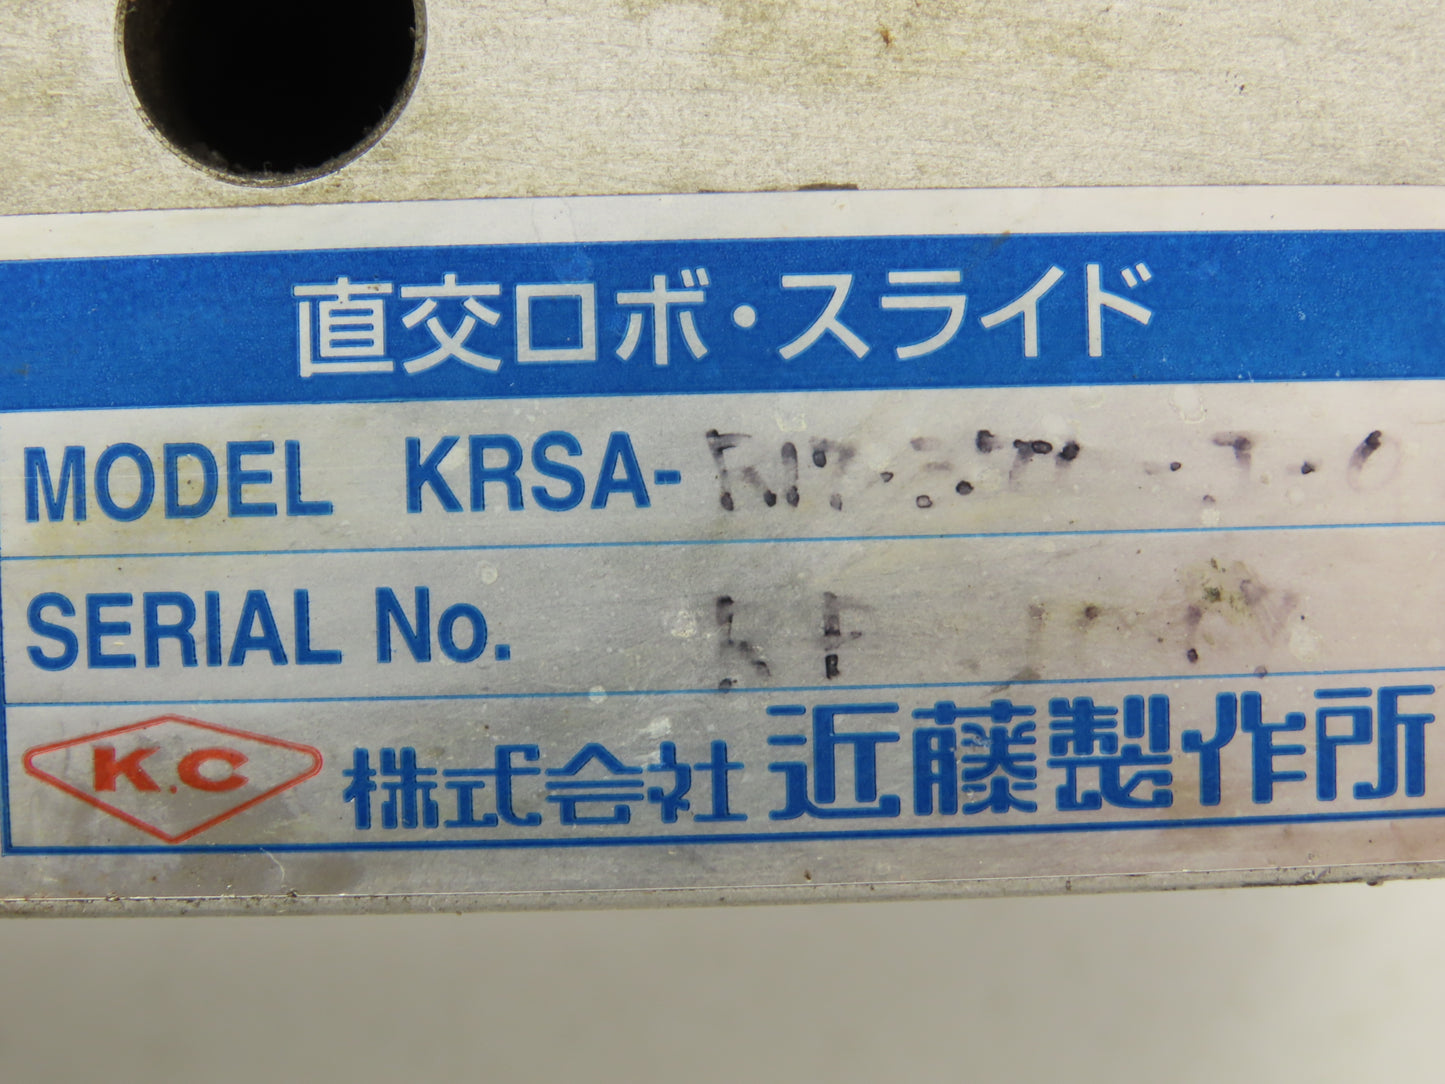 直交ロボ・スライド
MODEL KRSA-
SERIAL No.
K.C 株式会社 近藤製作所